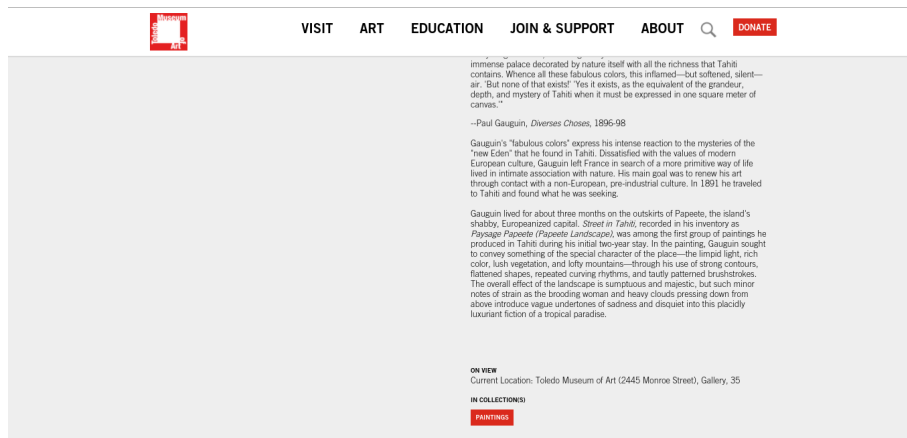 Toledo
Museum
of
Art
VISIT
ART
EDUCATION
JOIN & SUPPORT
ABOUT
DONATE
immense palace decorated by nature itself with all the richness that Tahiti
contains. Whence all these fabulous colors, this inflamed—but softened, silent—
air. 'But none of that exists!' 'Yes it exists, as the equivalent of the grandeur,
depth, and mystery of Tahiti when it must be expressed in one square meter of
canvas.'"
--Paul Gauguin, Diverses Choses, 1896-98
Gauguin's "fabulous colors" express his intense reaction to the mysteries of the
"new Eden" that he found in Tahiti. Dissatisfied with the values of modern
European culture, Gauguin left France in search of a more primitive way of life
lived in intimate association with nature. His main goal was to renew his art
through contact with a non-European, pre-industrial culture. In 1891 he traveled
to Tahiti and found what he was seeking.
Gauguin lived for about three months on the outskirts of Papeete, the island's
shabby, Europeanized capital. Street in Tahiti, recorded in his inventory as
Paysage Papeete (Papeete Landscape), was among the first group of paintings he
produced in Tahiti during his initial two-year stay. In the painting, Gauguin sought
to convey something of the special character of the place—the limpid light, rich
color, lush vegetation, and lofty mountains—through his use of strong contours,
flattened shapes, repeated curving rhythms, and tautly patterned brushstrokes.
The overall effect of the landscape is sumptuous and majestic, but such minor
notes of strain as the brooding woman and heavy clouds pressing down from
above introduce vague undertones of sadness and disquiet into this placidly
luxuriant fiction of a tropical paradise.
ON VIEW
Current Location: Toledo Museum of Art (2445 Monroe Street), Gallery, 35
IN COLLECTION(S)
PAINTINGS